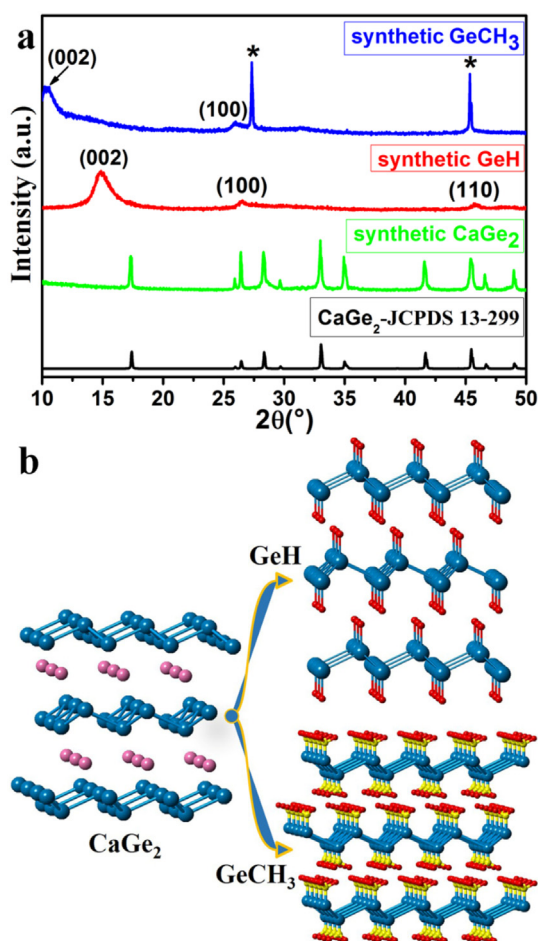 a
synthetic GeCH₃
(002)
*
*
(100)
synthetic GeH
(002)
(100)
(110)
synthetic CaGe₂
CaGe₂-JCPDS 13-299
Intensity (a.u.)
10 15 20 25 30 35 40 45 50
2θ(°)
b
GeH
CaGe₂
GeCH₃